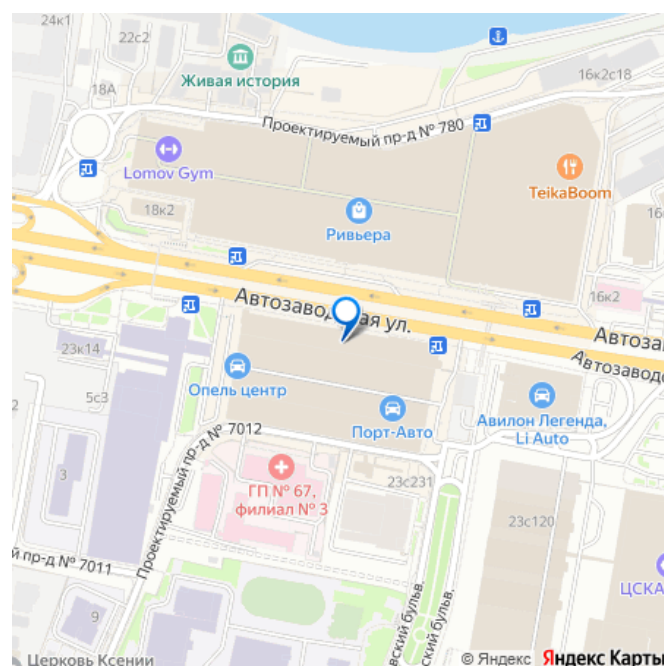 24к1
22с2
Живая история
16к2с18
18А
Проектируемый пр-д № 780
Lomov Gym
TeikaBoom
18к2
Ривьера
16к2
Автозаводская ул.
Автоза
Автозаводс
23к14
5с3
Опель центр
Порт-Авто
Авилон Легенда,
Li Auto
Проектируемый пр-д № 7012
ГП № 67,
филиал № 3
23с231
23с120
3
й пр-д № 7011
ЦСКА
9
вский бульв.
ский бульв.
Церковь Ксении
© Яндекс Яндекс Карты